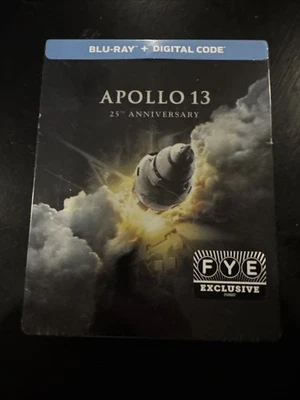 BLU-RAY + DIGITAL CODE
APOLLO 13
25TH ANNIVERSARY
FYE
EXCLUSIVE